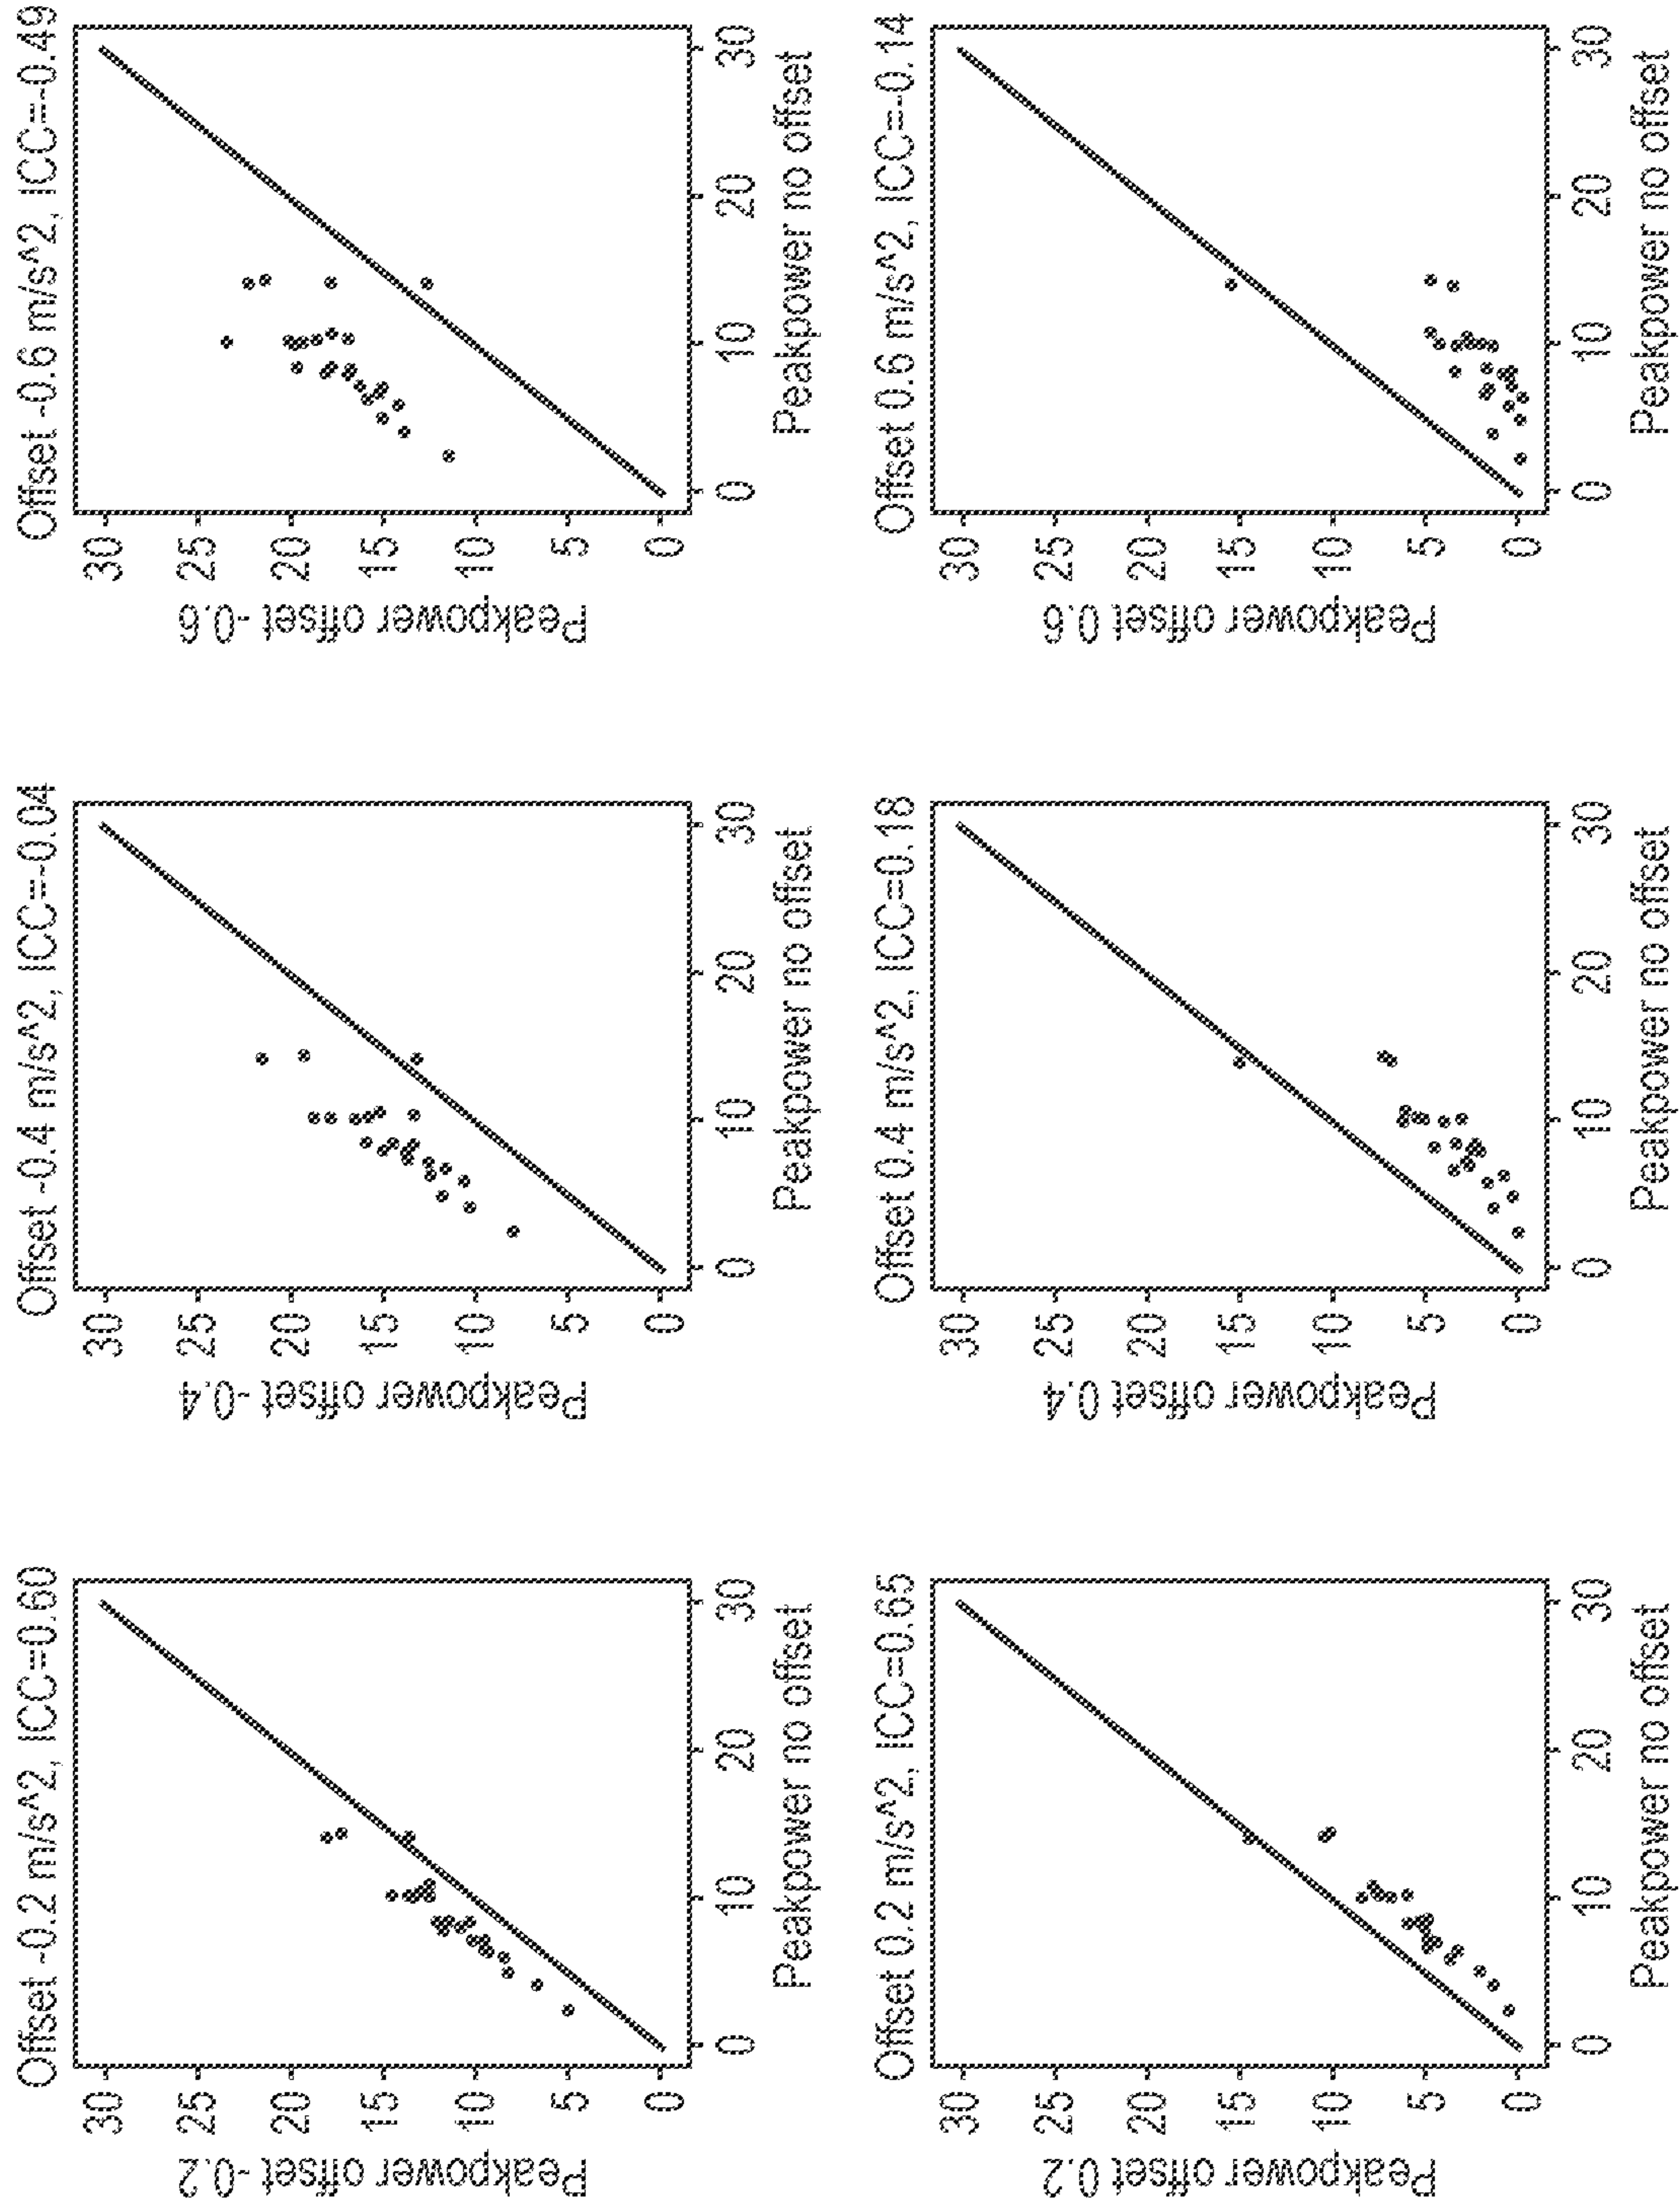 Offset -0.2 m/s^2, ICC=0.60
30
25
20
15
10
5
0
Peakpower offset -0.2
0 10 20 30
Peakpower no offset
Offset -0.4 m/s^2, ICC=-0.04
30
25
20
15
10
5
0
Peakpower offset -0.4
0 10 20 30
Peakpower no offset
Offset -0.6 m/s^2, ICC=-0.49
30
25
20
15
10
5
0
Peakpower offset -0.6
0 10 20 30
Peakpower no offset
Offset 0.2 m/s^2, ICC=0.65
30
25
20
15
10
5
0
Peakpower offset 0.2
0 10 20 30
Peakpower no offset
Offset 0.4 m/s^2, ICC=0.18
30
25
20
15
10
5
0
Peakpower offset 0.4
0 10 20 30
Peakpower no offset
Offset 0.6 m/s^2, ICC=-0.14
30
25
20
15
10
5
0
Peakpower offset 0.6
0 10 20 30
Peakpower no offset